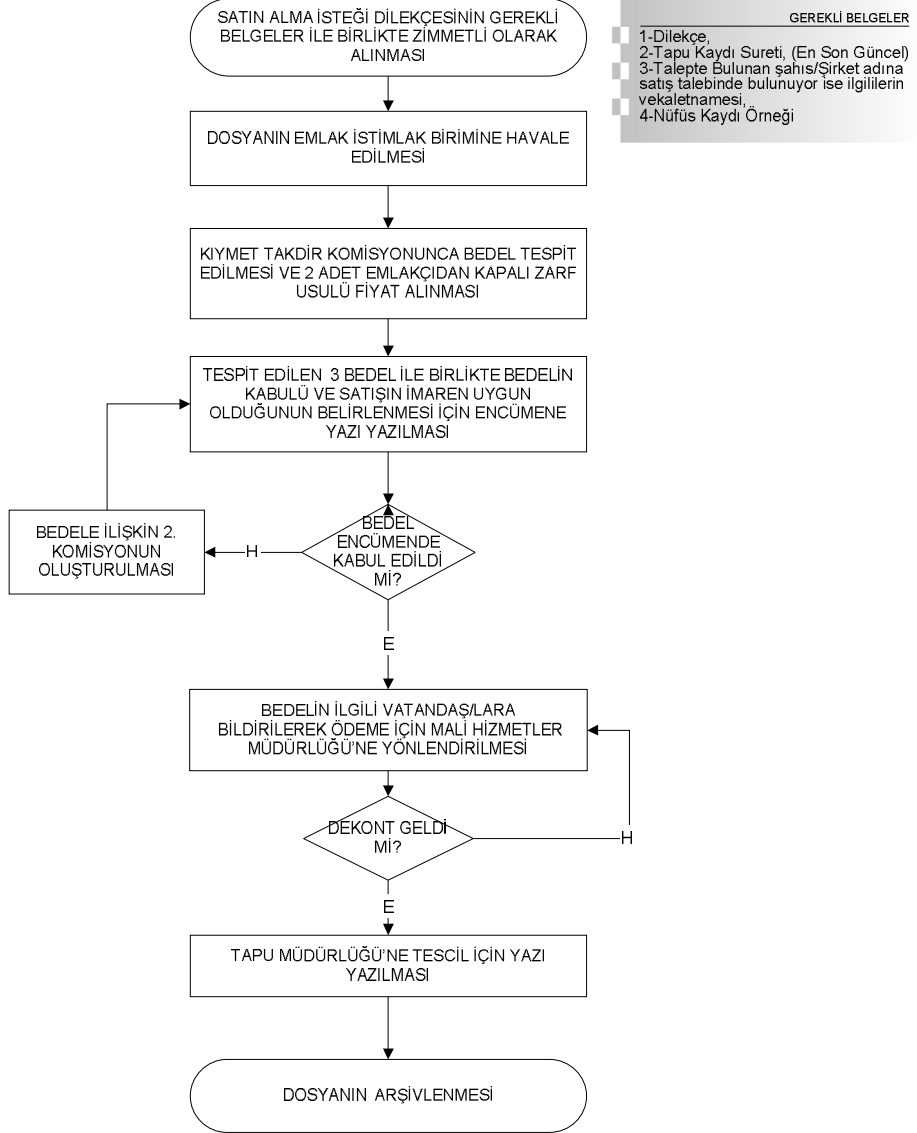 SATIN ALMA İSTEĞİ DİLEKÇESİNİN GEREKLİ
BELGELER İLE BİRLİKTE ZİMMETLİ OLARAK
ALINMASI
GEREKLİ BELGELER
1-Dilekçe,
2-Tapu Kaydı Sureti, (En Son Güncel)
3-Talepte Bulunan şahıs/Şirket adına
satış talebinde bulunuyor ise ilgililerin
vekaletnamesi,
4-Nüfüs Kaydı Örneği
DOSYANIN EMLAK İSTİMLAK BİRİMİNE HAVALE
EDİLMESİ
KIYMET TAKDİR KOMİSYONUNCA BEDEL TESPİT
EDİLMESİ VE 2 ADET EMLAKÇIDAN KAPALI ZARF
USULÜ FİYAT ALINMASI
TESPİT EDİLEN 3 BEDEL İLE BİRLİKTE BEDELİN
KABULÜ VE SATIŞIN İMAREN UYGUN
OLDUĞUNUN BELİRLENMESİ İÇİN ENCÜMENE
YAZI YAZILMASI
BEDEL
ENCÜMENDE
KABUL EDİLDİ
Mİ?
H
BEDELE İLİŞKİN 2.
KOMİSYONUN
OLUŞTURULMASI
E
BEDELİN İLGİLİ VATANDAŞ/LARA
BİLDİRİLEREK ÖDEME İÇİN MALİ HİZMETLER
MÜDÜRLÜĞÜ'NE YÖNLENDİRİLMESİ
DEKONT GELDİ
Mİ?
H
E
TAPU MÜDÜRLÜĞÜ'NE TESCİL İÇİN YAZI
YAZILMASI
DOSYANIN ARŞİVLENMESİ